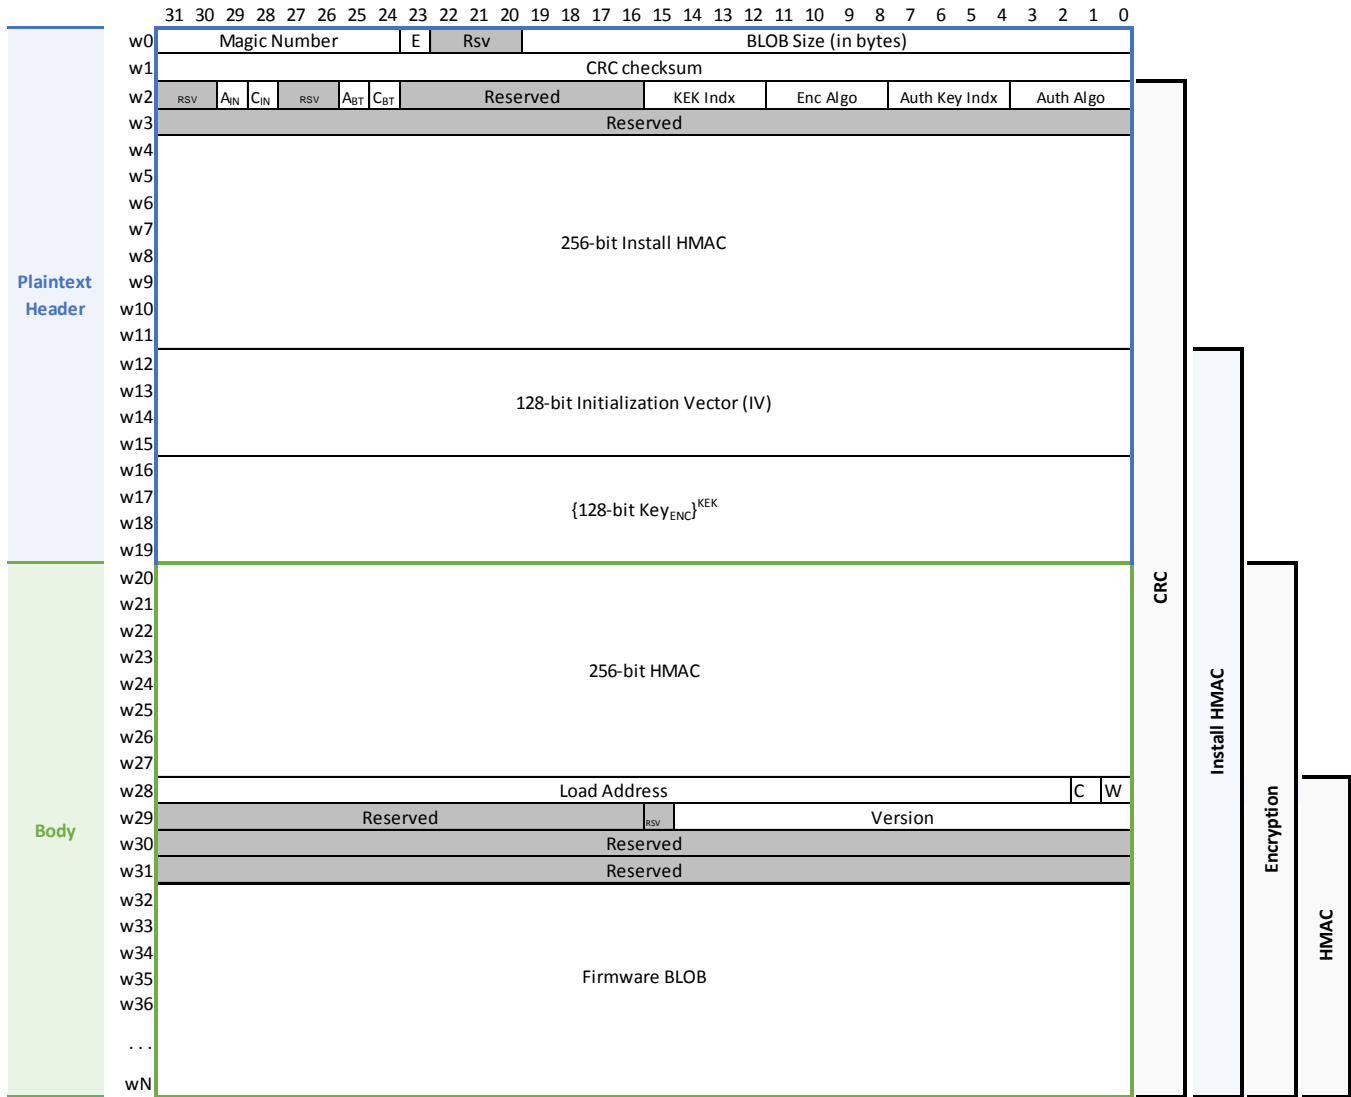 31 30 29 28 27 26 25 24 23 22 21 20 19 18 17 16 15 14 13 12 11 10 9 8 7 6 5 4 3 2 1 0
w0 Magic Number E Rsv BLOB Size (in bytes)
w1 CRC checksum
w2 RSV AIN CIN RSV ABT CBT Reserved KEK Indx Enc Algo Auth Key Indx Auth Algo
w3 Reserved
w4
w5
w6
w7
256-bit Install HMAC
w8
w9
Plaintext
Header
w10
w11
w12
w13
128-bit Initialization Vector (IV)
w14
w15
w16
w17
{128-bit KeyENC}KEK
w18
w19
w20
w21
w22
w23
256-bit HMAC
w24
w25
w26
w27
w28 Load Address C W
w29 Reserved RSV Version
Body
w30 Reserved
w31 Reserved
w32
w33
w34
w35 Firmware BLOB
w36
...
wN
CRC
Install HMAC
Encryption
HMAC